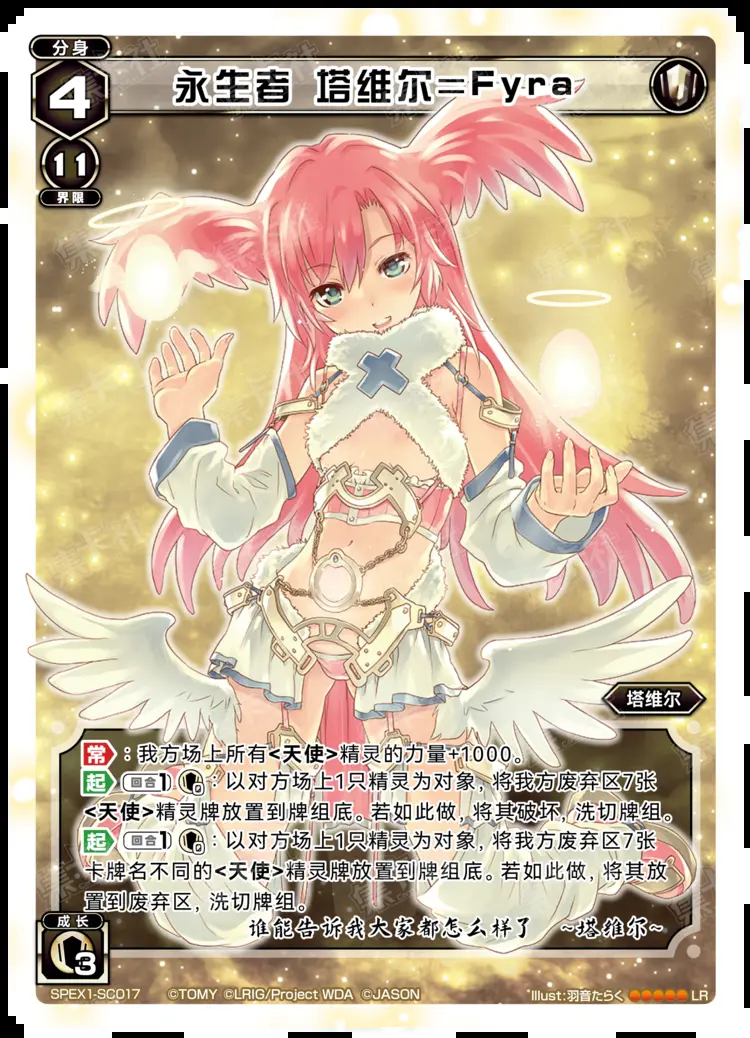 分身
4
永生者 塔维尔=Fyra
11
界限
塔维尔
常：我方场上所有<天使>精灵的力量+1000。
起 回合1 0：以对方场上1只精灵为对象，将我方废弃区7张
<天使>精灵牌放置到牌组底。若如此做，将其破坏，洗切牌组。
起 回合1 0：以对方场上1只精灵为对象，将我方废弃区7张
卡牌名不同的<天使>精灵牌放置到牌组底。若如此做，将其放
置到废弃区，洗切牌组。
谁能告诉我大家都怎么样了 ~塔维尔~
成长
3
SPEX1-SC017 ©TOMY ©LRIG/Project WDA ©JASON Illust:羽音たらく LR
集卡社